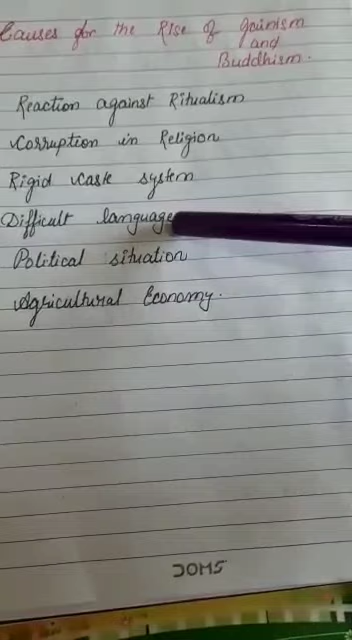 Causes for the Rise of Jainism
and
Buddhism.
Reaction against Ritualism
Corruption in Religion
Rigid caste system
Difficult language
Political situation
Agricultural Economy.
DOMS